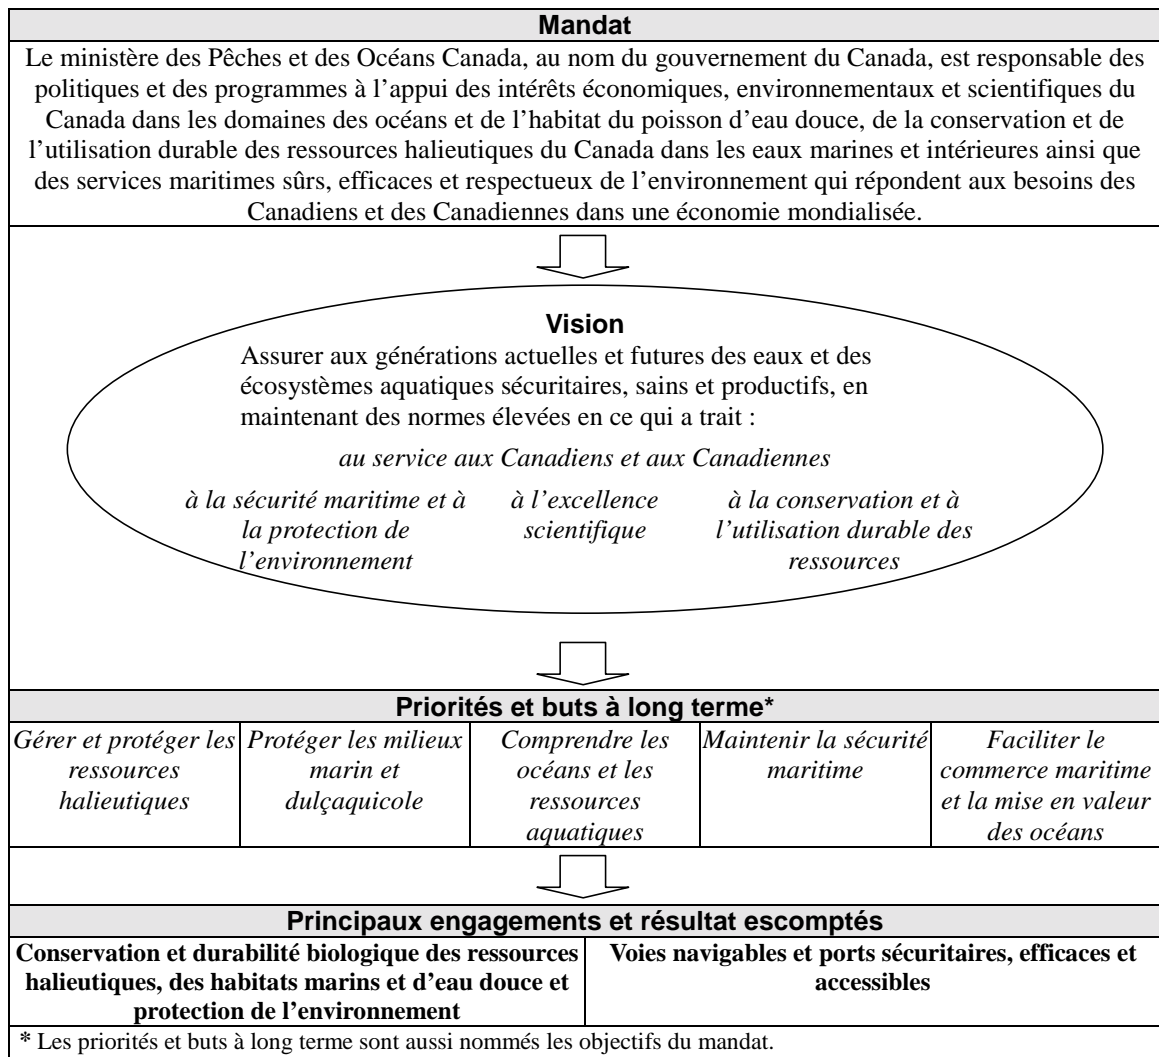 Mandat
Le ministère des Pêches et des Océans Canada, au nom du gouvernement du Canada, est responsable des
politiques et des programmes à l'appui des intérêts économiques, environnementaux et scientifiques du
Canada dans les domaines des océans et de l'habitat du poisson d'eau douce, de la conservation et de
l'utilisation durable des ressources halieutiques du Canada dans les eaux marines et intérieures ainsi que
des services maritimes sûrs, efficaces et respectueux de l'environnement qui répondent aux besoins des
Canadiens et des Canadiennes dans une économie mondialisée.
Vision
Assurer aux générations actuelles et futures des eaux et des
écosystèmes aquatiques sécuritaires, sains et productifs, en
maintenant des normes élevées en ce qui a trait :
au service aux Canadiens et aux Canadiennes
à la sécurité maritime et à
la protection de
l'environnement
à l'excellence
scientifique
à la conservation et à
l'utilisation durable des
ressources
Priorités et buts à long terme*
Gérer et protéger les
ressources
halieutiques
Protéger les milieux
marin et
dulçaquicole
Comprendre les
océans et les
ressources
aquatiques
Maintenir la sécurité
maritime
Faciliter le
commerce maritime
et la mise en valeur
des océans
Principaux engagements et résultat escomptés
Conservation et durabilité biologique des ressources
halieutiques, des habitats marins et d'eau douce et
protection de l'environnement
Voies navigables et ports sécuritaires, efficaces et
accessibles
* Les priorités et buts à long terme sont aussi nommés les objectifs du mandat.